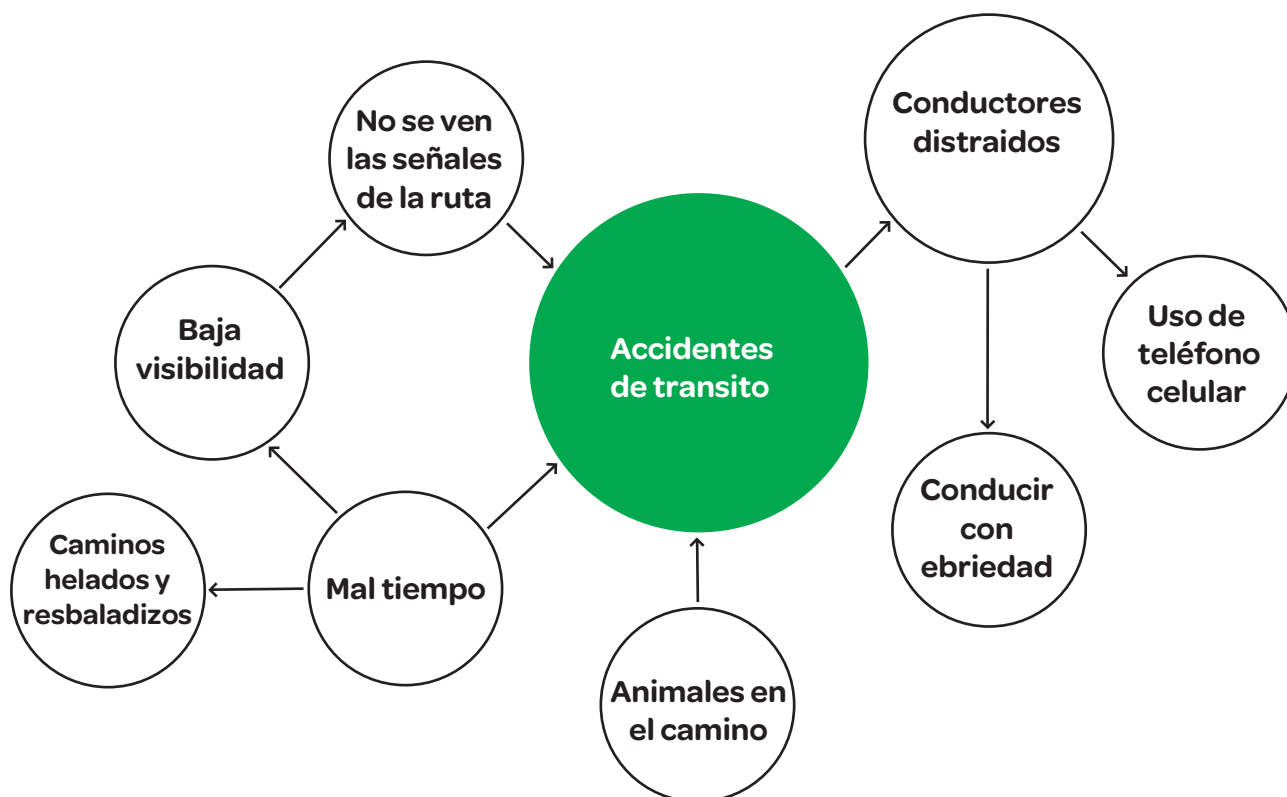 Conductores
distraidos
No se ven
las señales
de la ruta
Accidentes
de transito
Uso de
teléfono
celular
Baja
visibilidad
Conducir
con
ebriedad
Caminos
helados y
resbaladizos
Mal tiempo
Animales en
el camino